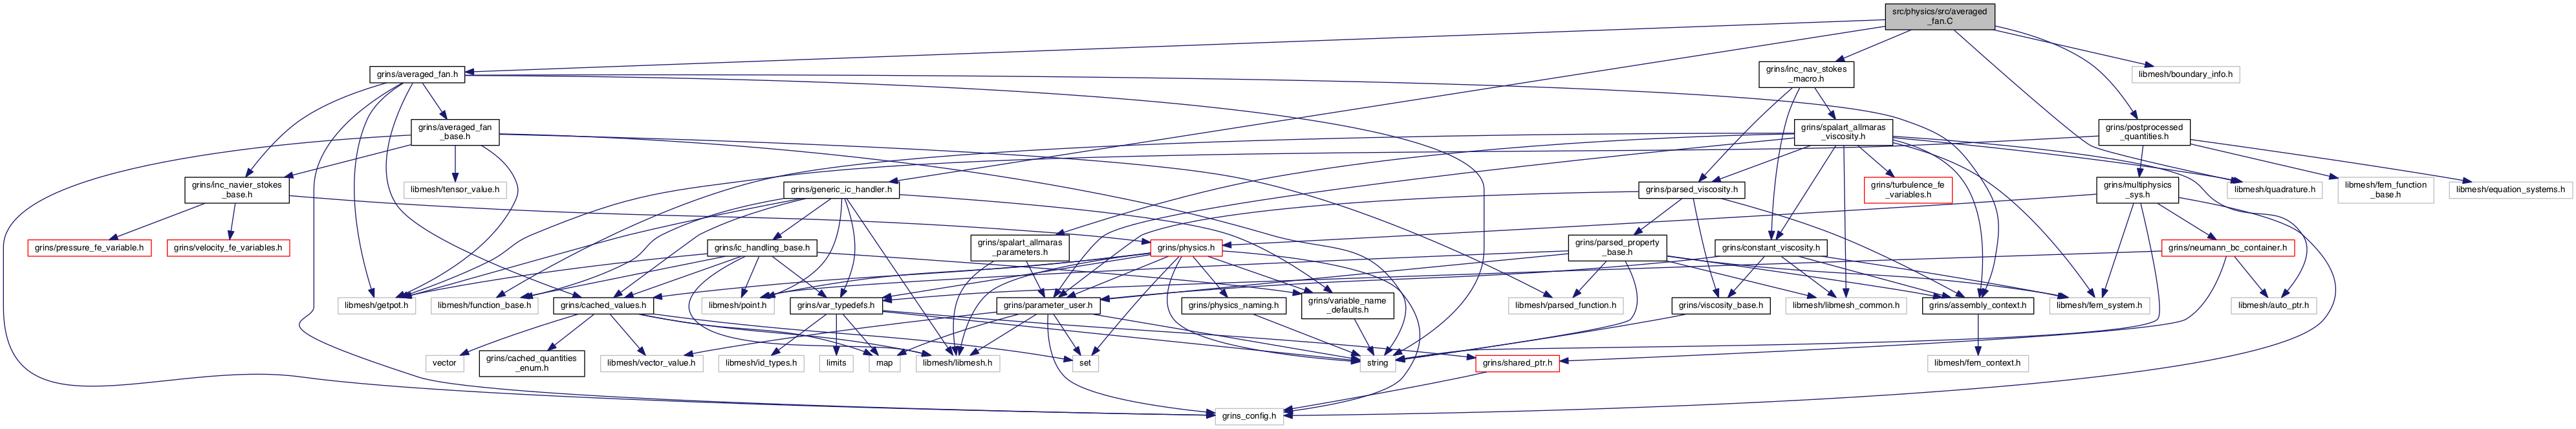 src/physics/src/averaged
_fan.C
grins/averaged_fan.h
grins/inc_nav_stokes
_macro.h
libmesh/boundary_info.h
grins/averaged_fan
_base.h
grins/spalart_allmaras
_viscosity.h
grins/postprocessed
_quantities.h
grins/inc_navier_stokes
_base.h
libmesh/tensor_value.h
grins/generic_ic_handler.h
grins/parsed_viscosity.h
grins/turbulence_fe
_variables.h
grins/multiphysics
_sys.h
libmesh/quadrature.h
libmesh/fem_function
_base.h
libmesh/equation_systems.h
grins/pressure_fe_variable.h
grins/velocity_fe_variables.h
grins/ic_handling_base.h
grins/spalart_allmaras
_parameters.h
grins/physics.h
grins/parsed_property
_base.h
grins/constant_viscosity.h
grins/neumann_bc_container.h
libmesh/getpot.h
libmesh/function_base.h
grins/cached_values.h
libmesh/point.h
grins/var_typedefs.h
grins/parameter_user.h
grins/physics_naming.h
grins/variable_name
_defaults.h
libmesh/parsed_function.h
grins/viscosity_base.h
libmesh/libmesh_common.h
grins/assembly_context.h
libmesh/fem_system.h
libmesh/auto_ptr.h
vector
grins/cached_quantities
_enum.h
libmesh/vector_value.h
libmesh/id_types.h
limits
map
libmesh/libmesh.h
set
string
grins/shared_ptr.h
libmesh/fem_context.h
grins_config.h